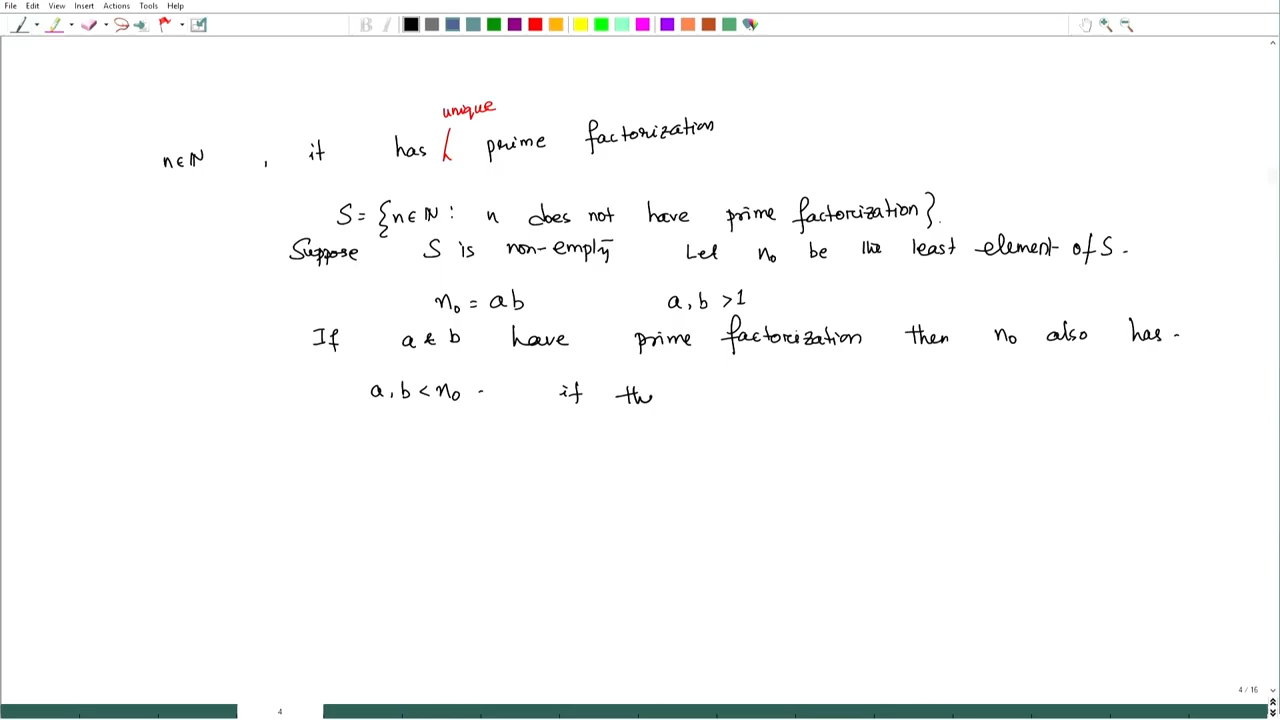 File Edit View Insert Actions Tools Help
B I
unique
n∈ℕ , it has prime factorization
S = {n∈ℕ : n does not have prime factorization}.
Suppose S is non-empty Let n₀ be the least element of S.
n₀ = ab a, b > 1
If a & b have prime factorization then n₀ also has.
a, b < n₀ . if the
4 / 16
4